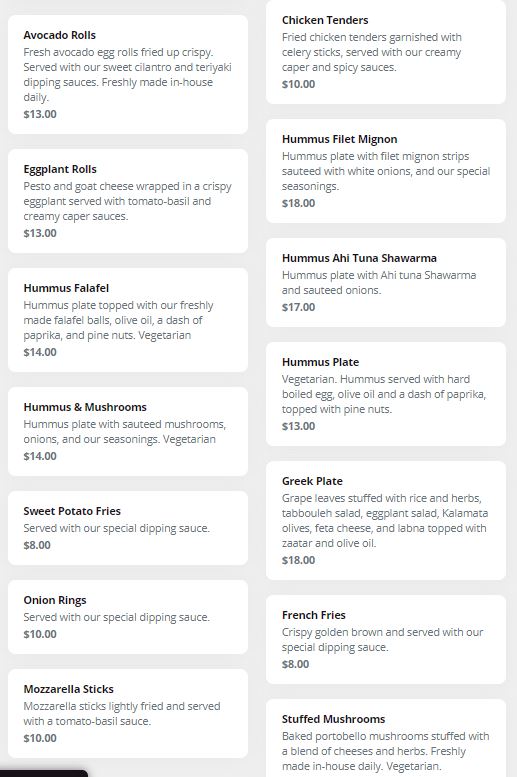 Avocado Rolls
Fresh avocado egg rolls fried up crispy.
Served with our sweet cilantro and teriyaki
dipping sauces. Freshly made in-house
daily.
$13.00
Eggplant Rolls
Pesto and goat cheese wrapped in a crispy
eggplant served with tomato-basil and
creamy caper sauces.
$13.00
Hummus Falafel
Hummus plate topped with our freshly
made falafel balls, olive oil, a dash of
paprika, and pine nuts. Vegetarian
$14.00
Hummus & Mushrooms
Hummus plate with sauteed mushrooms,
onions, and our seasonings. Vegetarian
$14.00
Sweet Potato Fries
Served with our special dipping sauce.
$8.00
Onion Rings
Served with our special dipping sauce.
$10.00
Mozzarella Sticks
Mozzarella sticks lightly fried and served
with a tomato-basil sauce.
$10.00
Chicken Tenders
Fried chicken tenders garnished with
celery sticks, served with our creamy
caper and spicy sauces.
$10.00
Hummus Filet Mignon
Hummus plate with filet mignon strips
sauteed with white onions, and our special
seasonings.
$18.00
Hummus Ahi Tuna Shawarma
Hummus plate with Ahi tuna Shawarma
and sauteed onions.
$17.00
Hummus Plate
Vegetarian. Hummus served with hard
boiled egg, olive oil and a dash of paprika,
topped with pine nuts.
$13.00
Greek Plate
Grape leaves stuffed with rice and herbs,
tabbouleh salad, eggplant salad, Kalamata
olives, feta cheese, and labna topped with
zaatar and olive oil.
$18.00
French Fries
Crispy golden brown and served with our
special dipping sauce.
$8.00
Stuffed Mushrooms
Baked portobello mushrooms stuffed with
a blend of cheeses and herbs. Freshly
made in-house daily. Vegetarian.